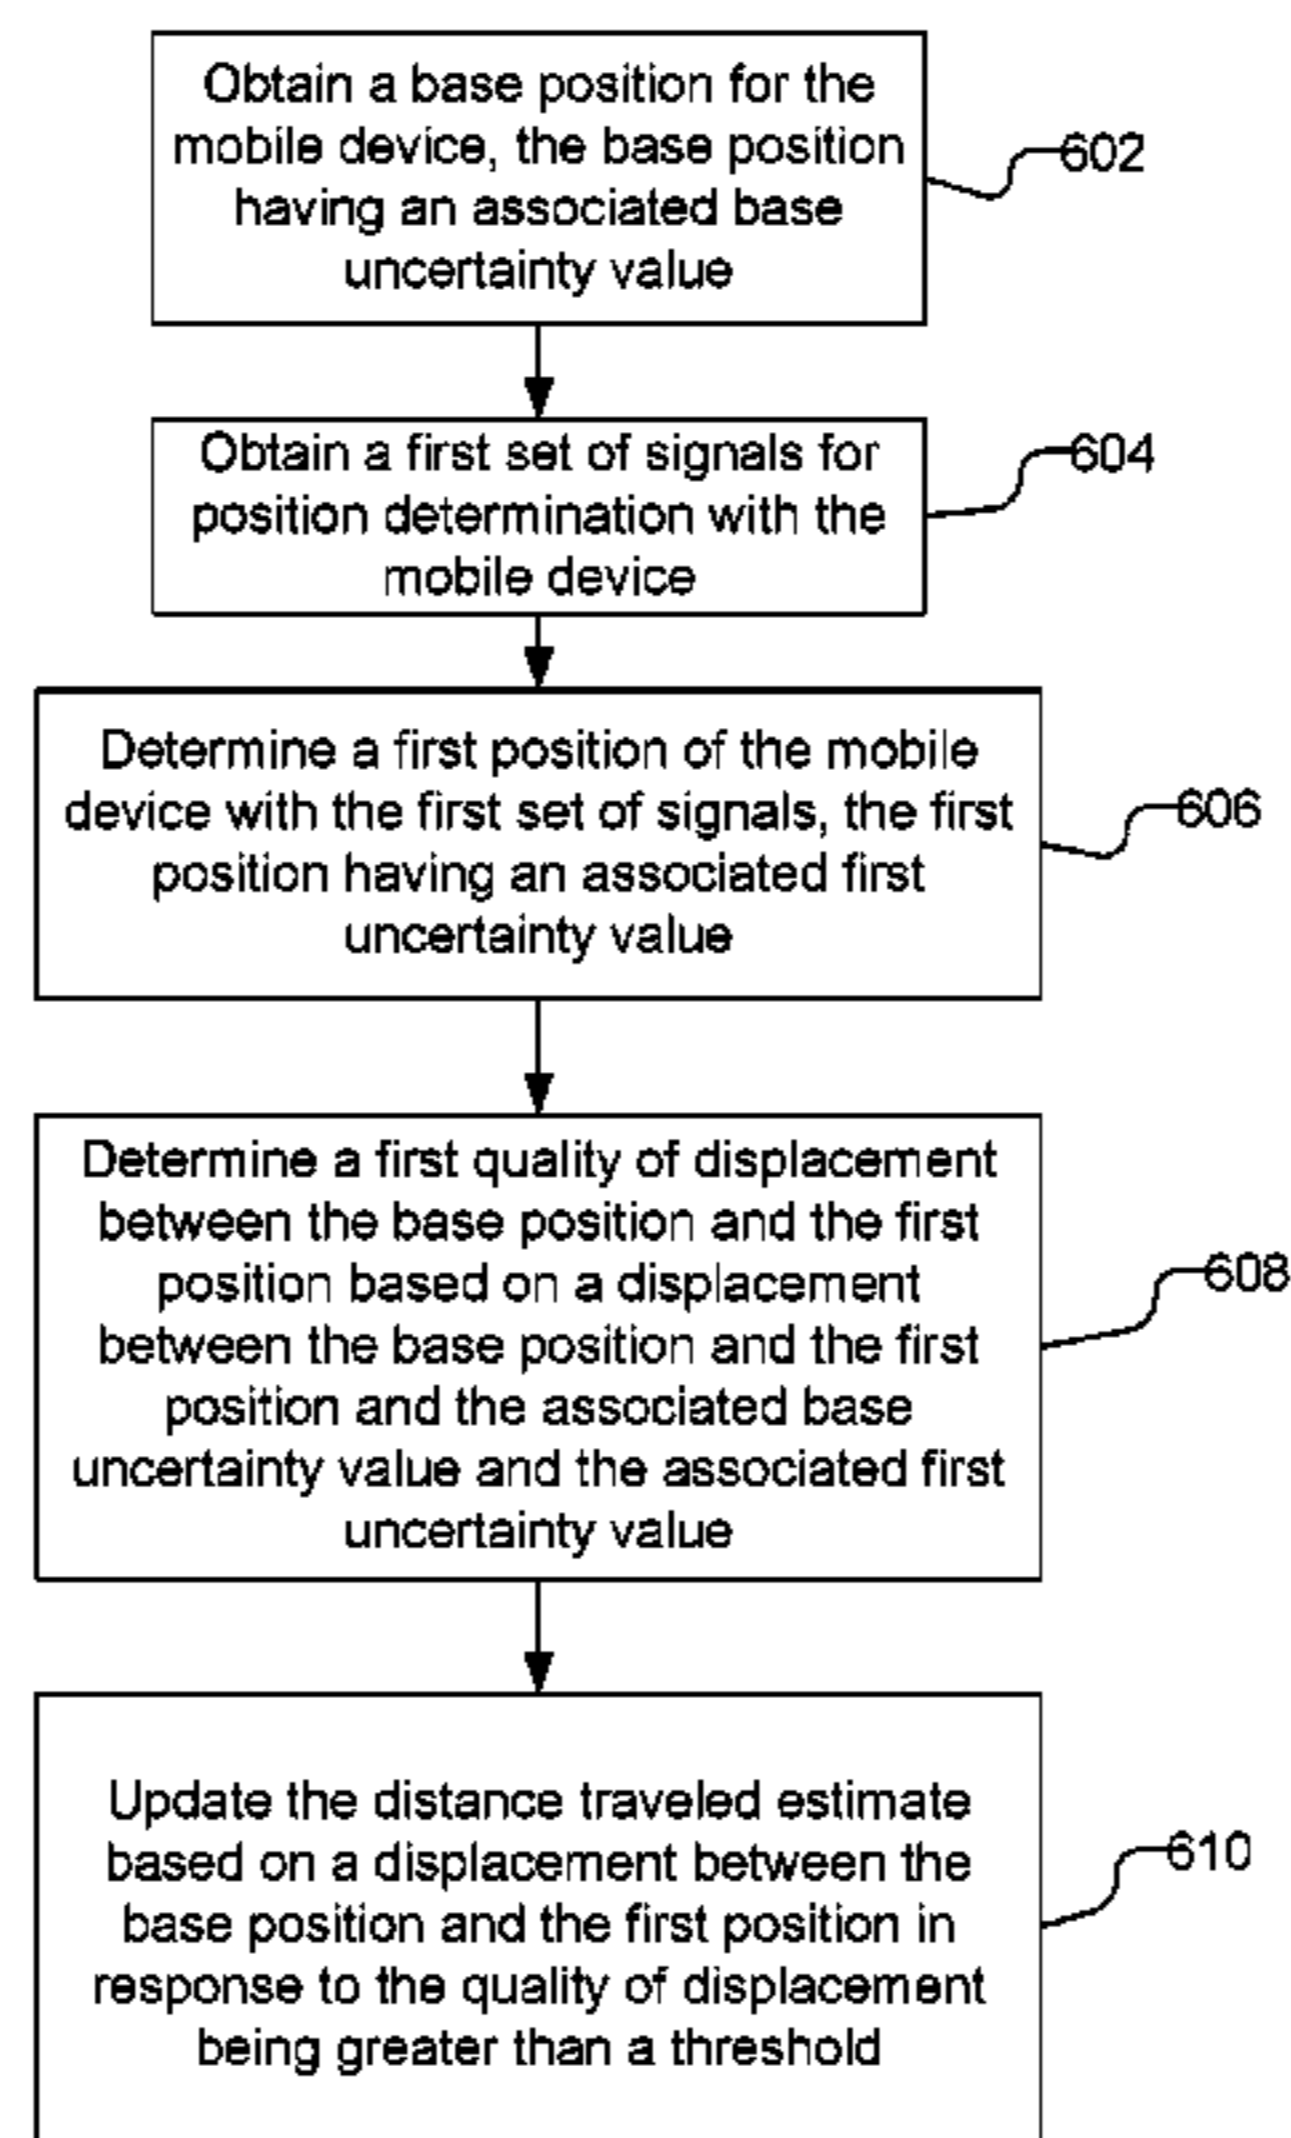 Obtain a base position for the
mobile device, the base position
having an associated base
uncertainty value
602
Obtain a first set of signals for
position determination with the
mobile device
604
Determine a first position of the mobile
device with the first set of signals, the first
position having an associated first
uncertainty value
606
Determine a first quality of displacement
between the base position and the first
position based on a displacement
between the base position and the first
position and the associated base
uncertainty value and the associated first
uncertainty value
608
Update the distance traveled estimate
based on a displacement between the
base position and the first position in
response to the quality of displacement
being greater than a threshold
610